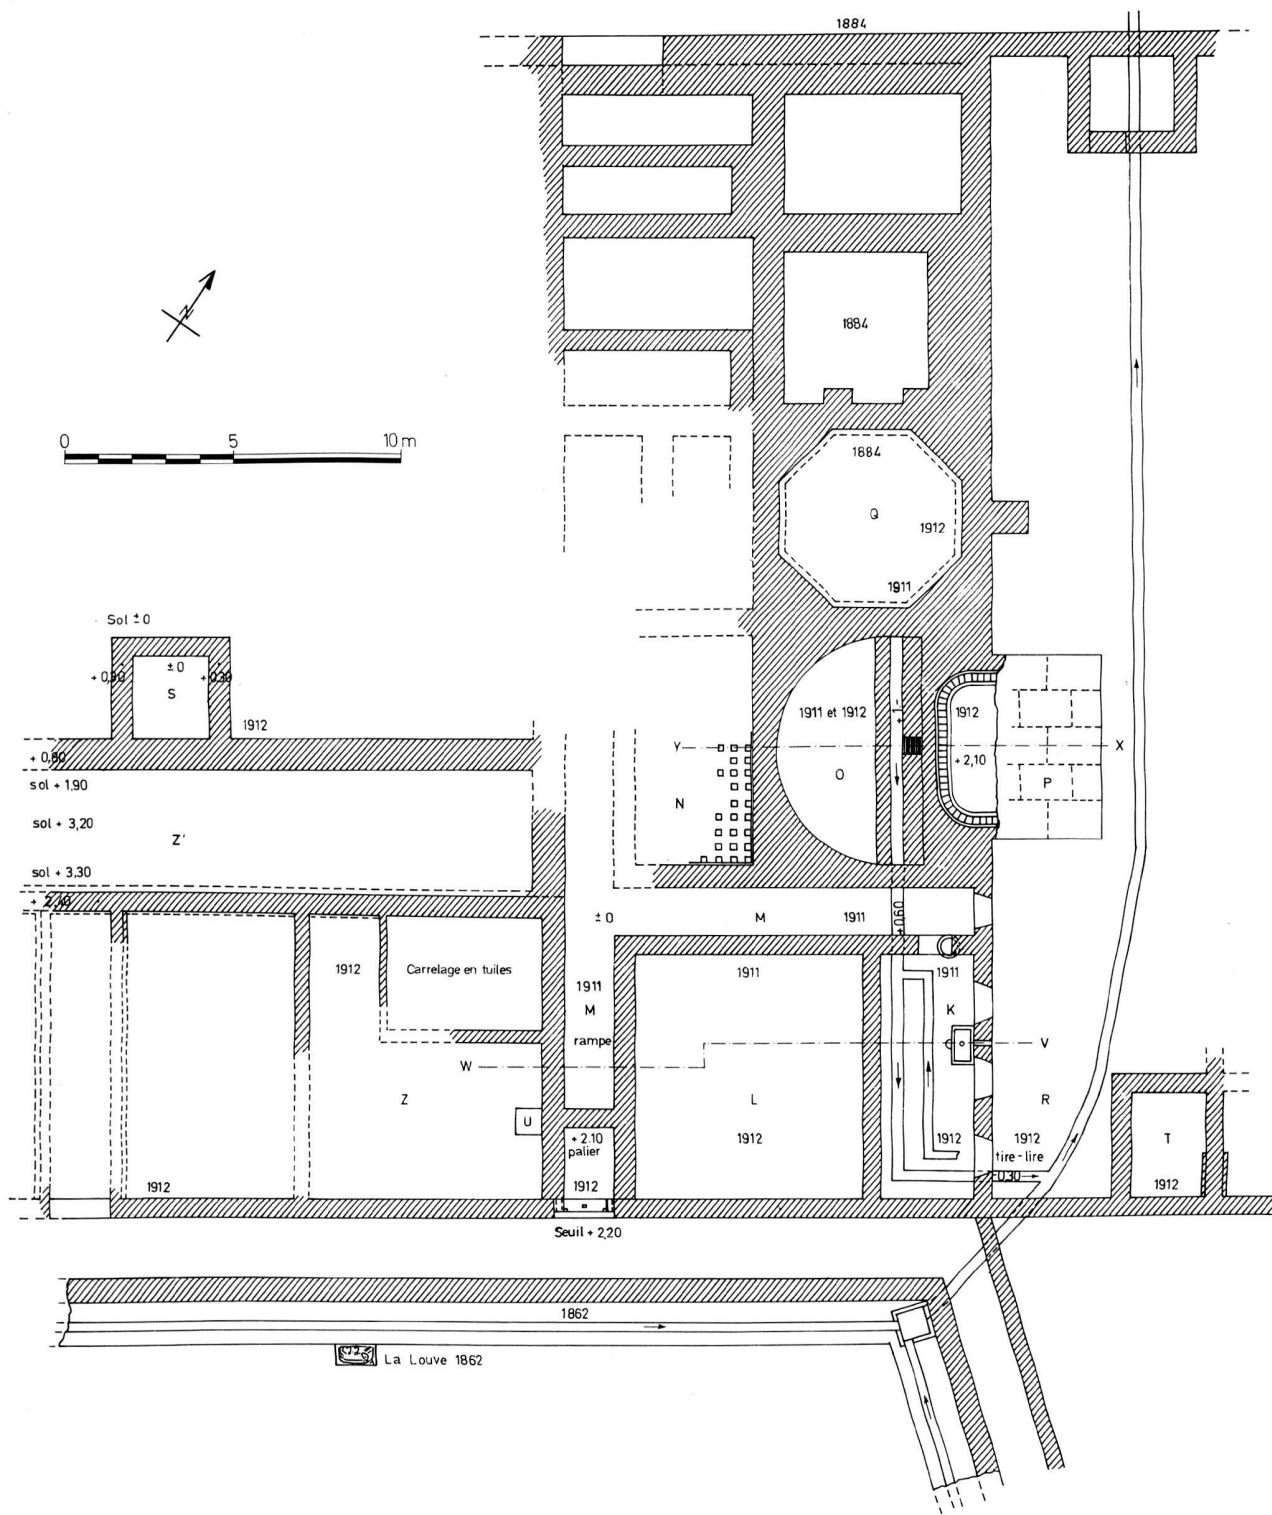 1884
N
0 5 10 m
1884
1884
Q
1912
1911
Sol ± 0
± 0
+ 0,80
+ 0,30
S
1912
1911 et 1912
+ 1-
1912
Y
X
+ 0,80
+ 2,10
sol + 1,90
O
P
N
sol + 3,20
Z'
sol + 3,30
+ 2,40
± 0
M
1911
+ 0,60
1912
Carrelage en tuiles
1911
1911
1911
M
K
rampe
V
W
Z
L
R
U
+ 2.10
palier
1912
1912
1912
tire-lire
T
- 0,30
1912
1912
1912
Seuil + 2,20
1862
La Louve 1862